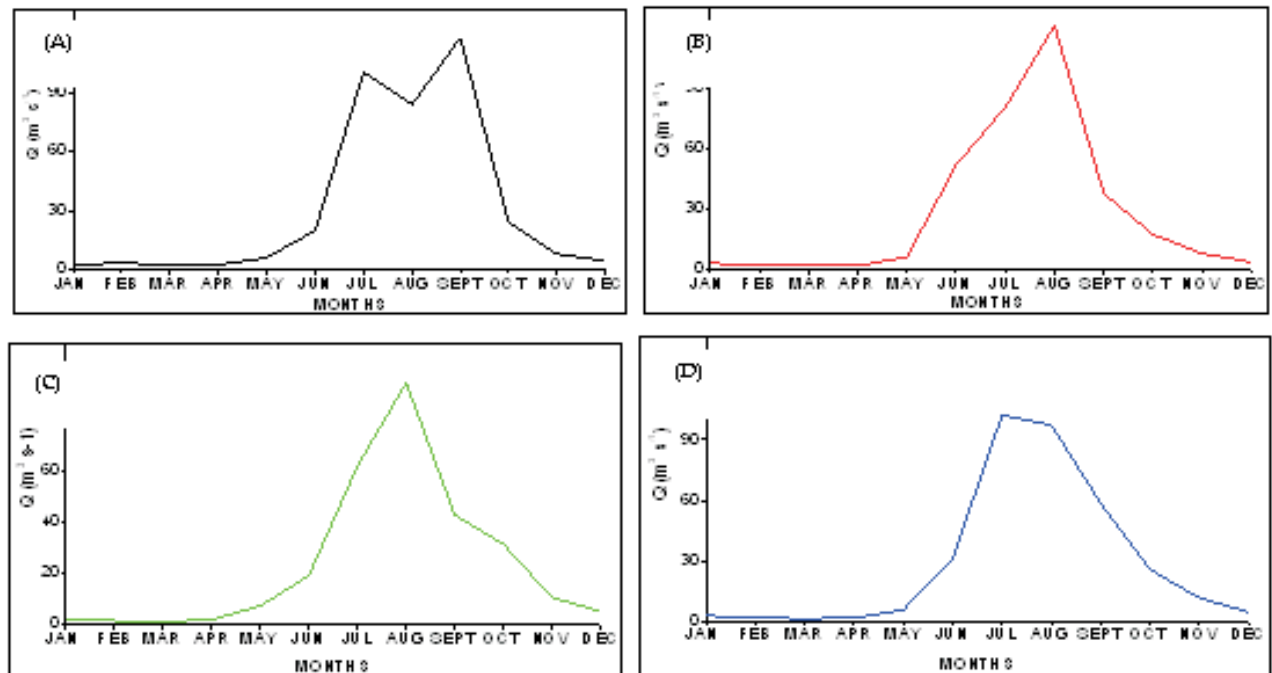 (A)
Q (m³ s⁻¹)
90
60
30
0
JAN FEB MAR APR MAY JUN JUL AUG SEPT OCT NOV DEC
MONTHS
(B)
Q (m³ s⁻¹)
60
30
0
JAN FEB MAR APR MAY JUN JUL AUG SEPT OCT NOV DEC
MONTHS
(C)
Q (m³ s-1)
60
40
20
0
JAN FEB MAR APR MAY JUN JUL AUG SEPT OCT NOV DEC
MONTHS
(D)
Q (m³ s⁻¹)
90
60
30
0
JAN FEB MAR APR MAY JUN JUL AUG SEPT OCT NOV DEC
MONTHS